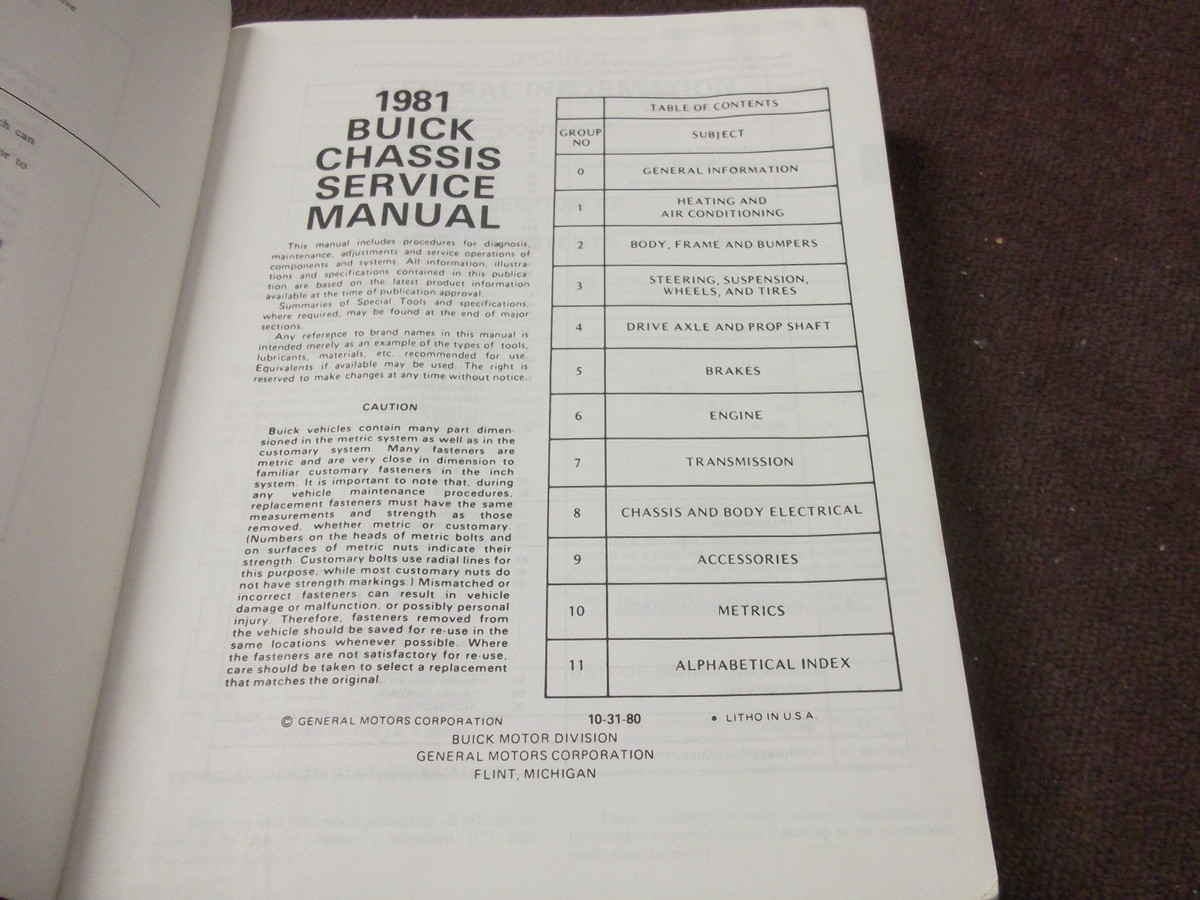 ve
ch can
or to
1981
BUICK
CHASSIS
SERVICE
MANUAL
This manual includes procedures for diagnosis,
maintenance, adjustments and service operations of
components and systems. All information, illustra-
tions and specifications contained in this publica-
tion are based on the latest product information
available at the time of publication approval.
Summaries of Special Tools and specifications,
where required, may be found at the end of major
sections.
Any reference to brand names in this manual is
intended merely as an example of the types of tools,
lubricants, materials, etc. recommended for use.
Equivalents if available may be used. The right is
reserved to make changes at any time without notice.
CAUTION
Buick vehicles contain many part dimen-
sioned in the metric system as well as in the
customary system. Many fasteners are
metric and are very close in dimension to
familiar customary fasteners in the inch
system. It is important to note that, during
any vehicle maintenance procedures,
replacement fasteners must have the same
measurements and strength as those
removed, whether metric or customary.
(Numbers on the heads of metric bolts and
on surfaces of metric nuts indicate their
strength. Customary bolts use radial lines for
this purpose, while most customary nuts do
not have strength markings.) Mismatched or
incorrect fasteners can result in vehicle
damage or malfunction, or possibly personal
injury. Therefore, fasteners removed from
the vehicle should be saved for re-use in the
same locations whenever possible. Where
the fasteners are not satisfactory for re-use,
care should be taken to select a replacement
that matches the original.
TABLE OF CONTENTS
GROUP NO SUBJECT
0 GENERAL INFORMATION
1 HEATING AND
AIR CONDITIONING
2 BODY, FRAME AND BUMPERS
3 STEERING, SUSPENSION,
WHEELS, AND TIRES
4 DRIVE AXLE AND PROP SHAFT
5 BRAKES
6 ENGINE
7 TRANSMISSION
8 CHASSIS AND BODY ELECTRICAL
9 ACCESSORIES
10 METRICS
11 ALPHABETICAL INDEX
© GENERAL MOTORS CORPORATION 10-31-80 • LITHO IN U.S.A.
BUICK MOTOR DIVISION
GENERAL MOTORS CORPORATION
FLINT, MICHIGAN